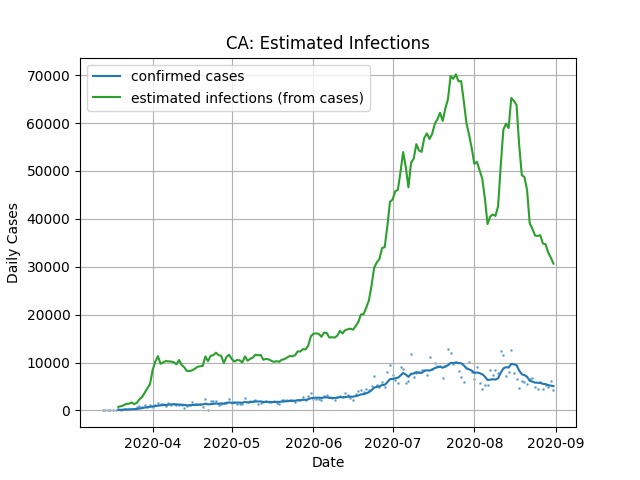 CA: Estimated Infections
confirmed cases
estimated infections (from cases)
Daily Cases
70000
60000
50000
40000
30000
20000
10000
0
2020-04 2020-05 2020-06 2020-07 2020-08 2020-09
Date